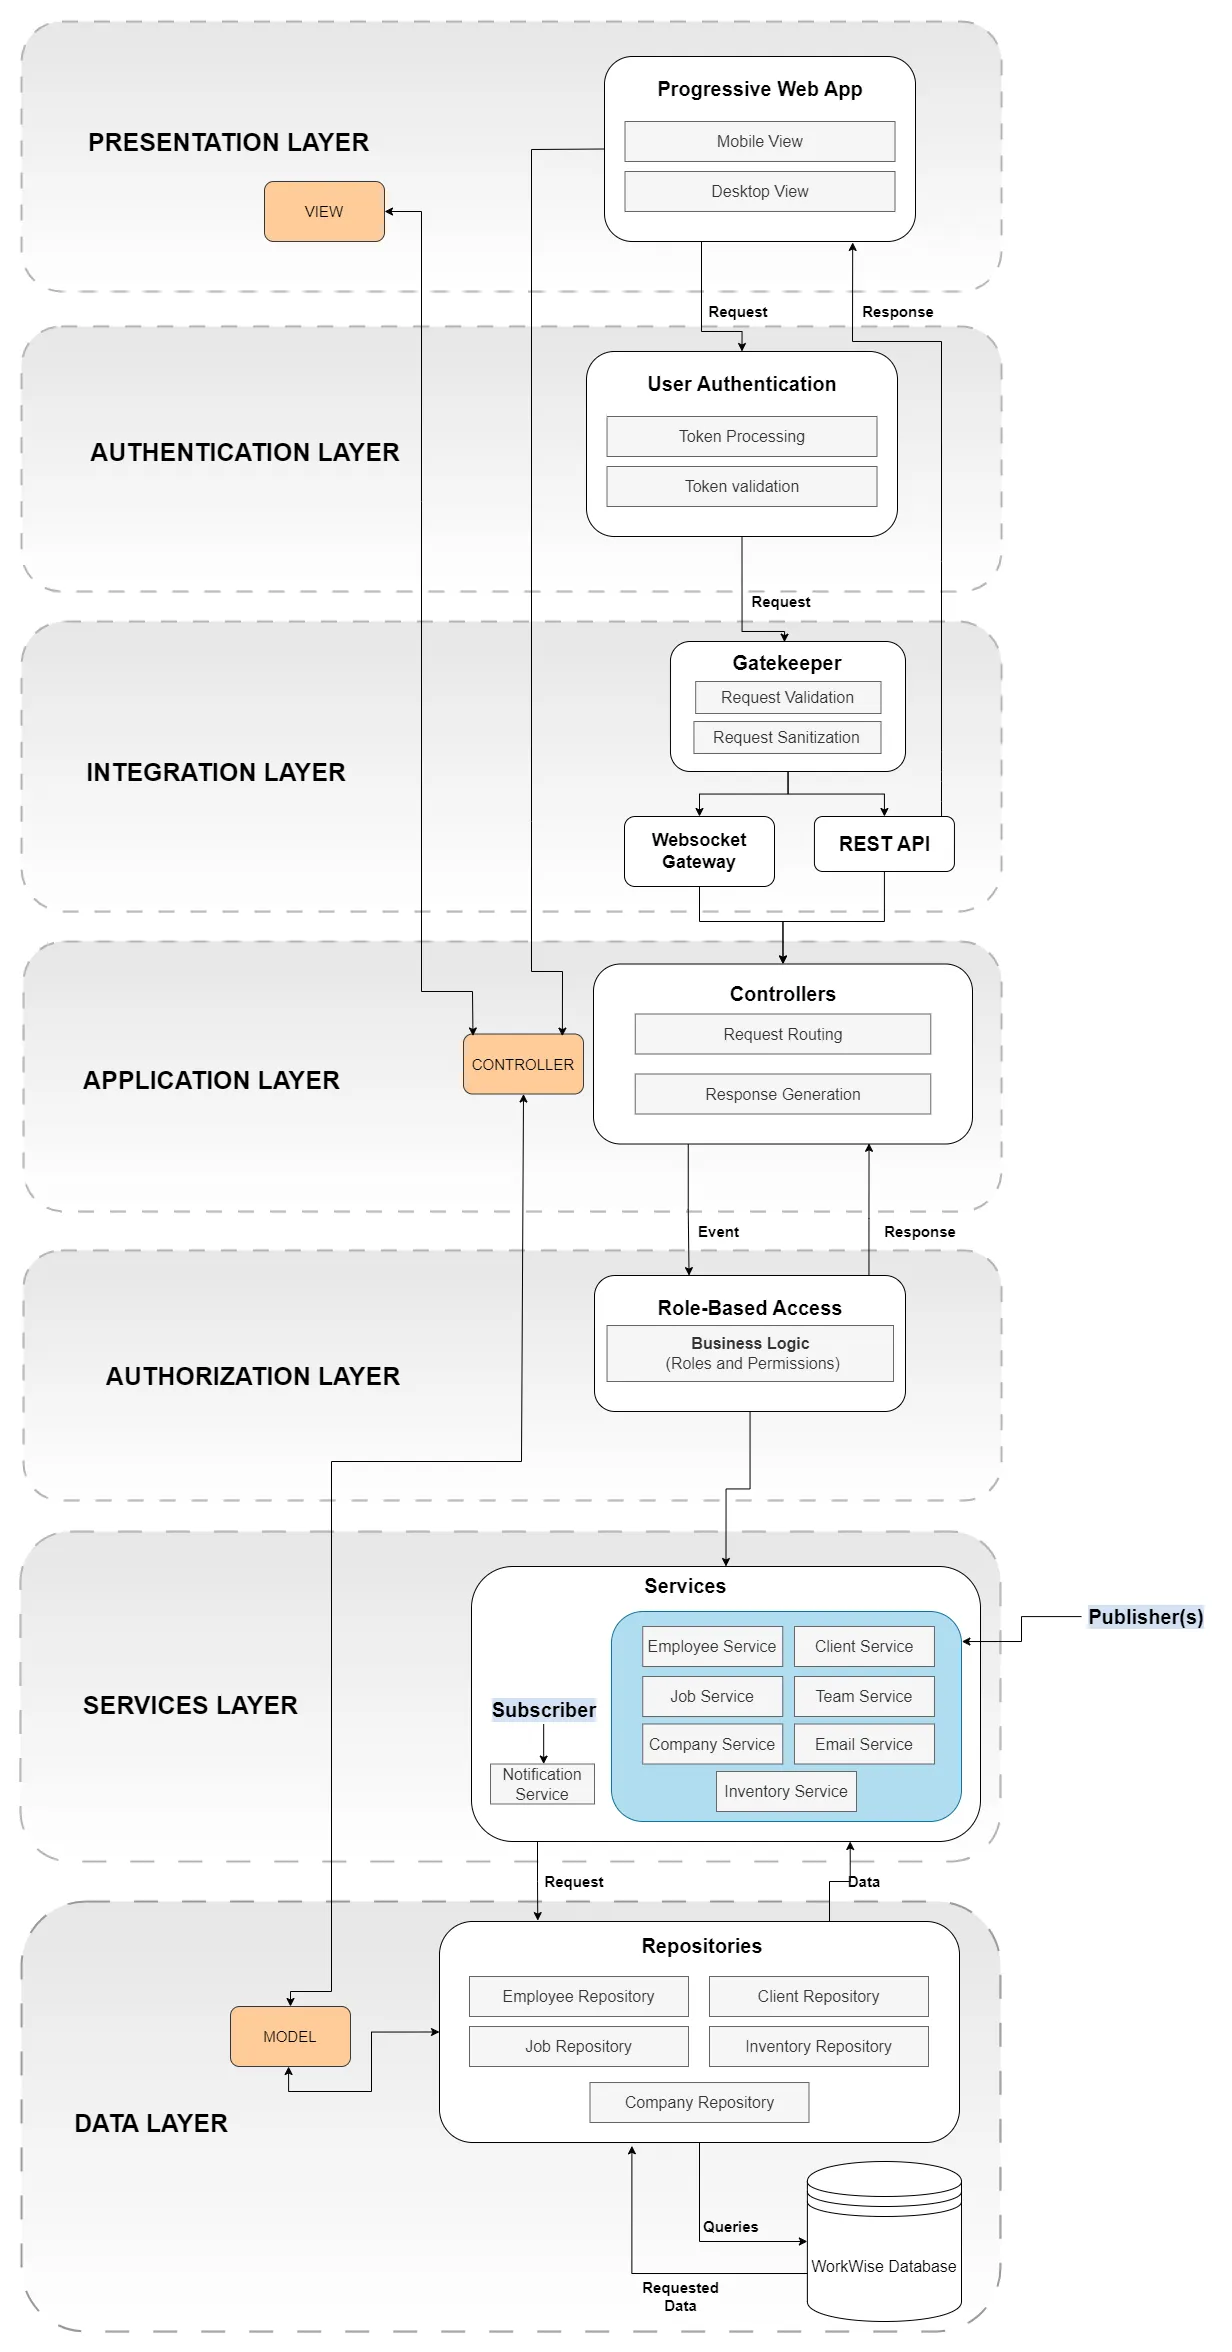 Progressive Web App
PRESENTATION LAYER
Mobile View
Desktop View
VIEW
Request
Response
User Authentication
AUTHENTICATION LAYER
Token Processing
Token validation
Request
Gatekeeper
Request Validation
Request Sanitization
INTEGRATION LAYER
Websocket
Gateway
REST API
Controllers
Request Routing
CONTROLLER
APPLICATION LAYER
Response Generation
Event
Response
Role-Based Access
Business Logic
(Roles and Permissions)
AUTHORIZATION LAYER
Services
Publisher(s)
Employee Service
Client Service
Job Service
Team Service
SERVICES LAYER
Subscriber
Company Service
Email Service
Notification
Service
Inventory Service
Request
Data
Repositories
Employee Repository
Client Repository
MODEL
Job Repository
Inventory Repository
Company Repository
DATA LAYER
Queries
WorkWise Database
Requested
Data